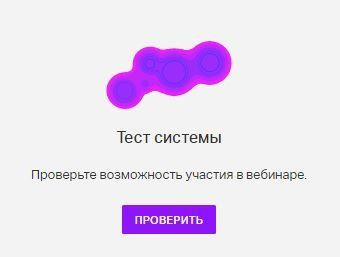 Тест системы
Проверьте возможность участия в вебинаре.
ПРОВЕРИТЬ